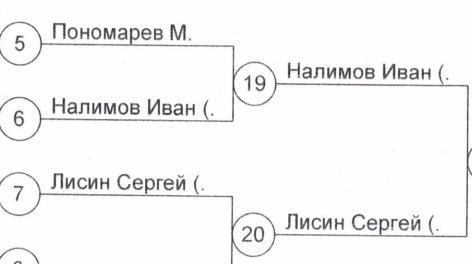 5 Пономарев М.
19 Налимов Иван (.
6 Налимов Иван (.
7 Лисин Сергей (.
20 Лисин Сергей (.